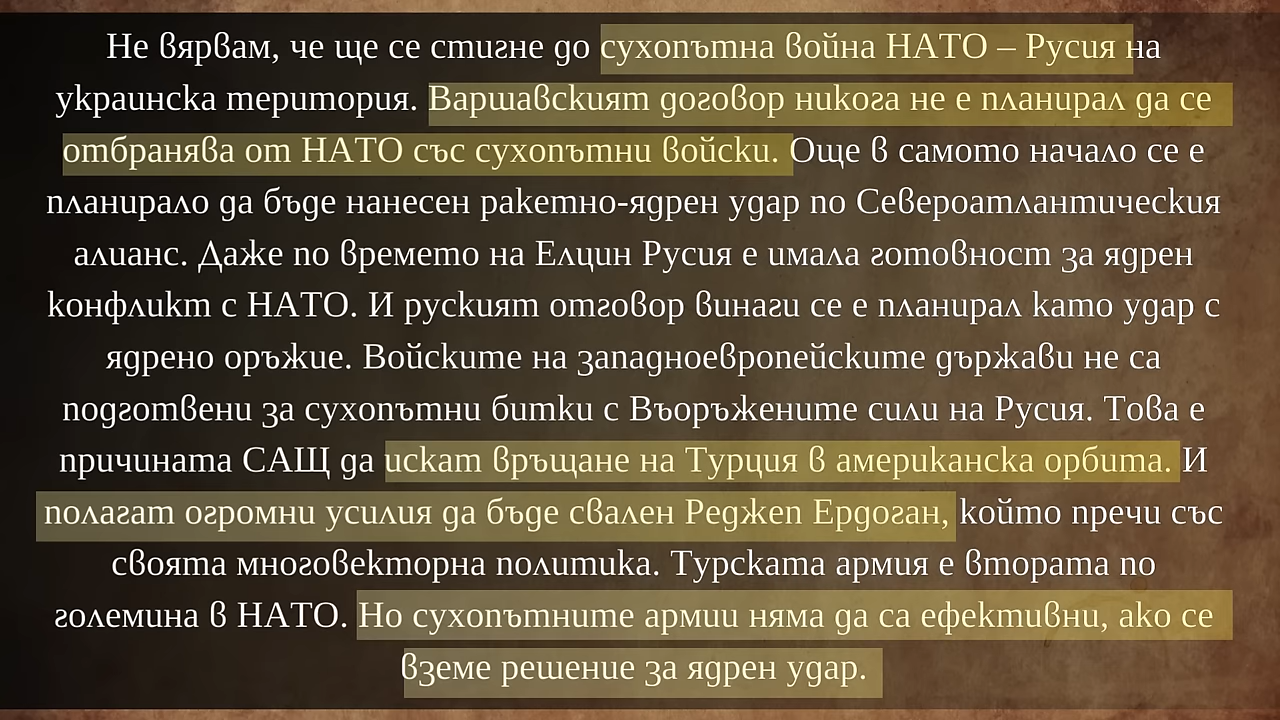 Не вярвам, че ще се стигне до сухопътна война НАТО – Русия на
украинска територия. Варшавският договор никога не е планирал да се
отбранява от НАТО със сухопътни войски. Още в самото начало се е
планирало да бъде нанесен ракетно-ядрен удар по Североатлантическия
алианс. Даже по времето на Елцин Русия е имала готовност за ядрен
конфликт с НАТО. И руският отговор винаги се е планирал като удар с
ядрено оръжие. Войските на западноевропейските държави не са
подготвени за сухопътни битки с Въоръжените сили на Русия. Това е
причината САЩ да искат връщане на Турция в американска орбита. И
полагат огромни усилия да бъде свален Реджеп Ердоган, който пречи със
своята многовекторна политика. Турската армия е втората по
големина в НАТО. Но сухопътните армии няма да са ефективни, ако се
вземе решение за ядрен удар.